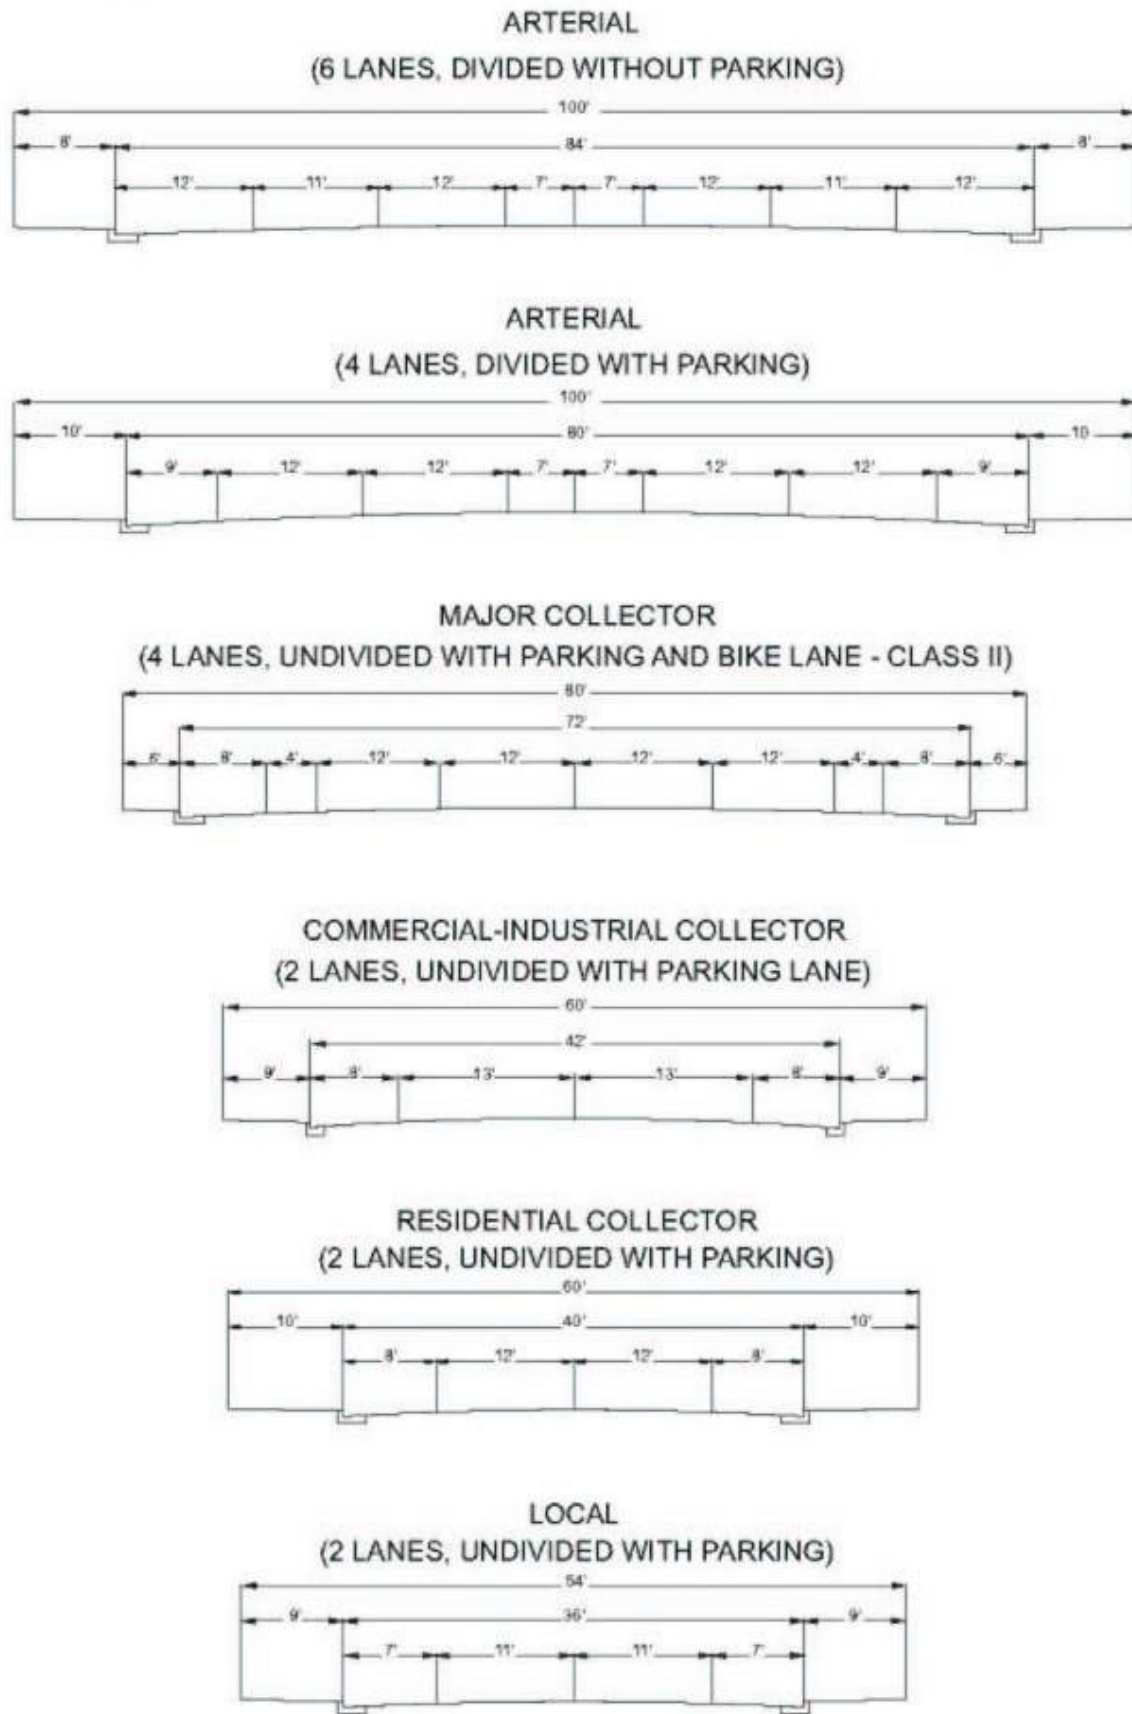 ARTERIAL
(6 LANES, DIVIDED WITHOUT PARKING)
100'
8' 84' 8'
12' 11' 12' 7' 7' 12' 11' 12'
ARTERIAL
(4 LANES, DIVIDED WITH PARKING)
100'
10' 80' 10
9' 12' 12' 7' 7' 12' 12' 9'
MAJOR COLLECTOR
(4 LANES, UNDIVIDED WITH PARKING AND BIKE LANE - CLASS II)
80'
72'
6' 8' 4' 12' 12' 12' 12' 4' 8' 6'
COMMERCIAL-INDUSTRIAL COLLECTOR
(2 LANES, UNDIVIDED WITH PARKING LANE)
60'
42'
9' 8' 13' 13' 8' 9'
RESIDENTIAL COLLECTOR
(2 LANES, UNDIVIDED WITH PARKING)
60'
10' 40' 10'
8' 12' 12' 8'
LOCAL
(2 LANES, UNDIVIDED WITH PARKING)
54'
9' 36' 9'
7' 11' 11' 7'